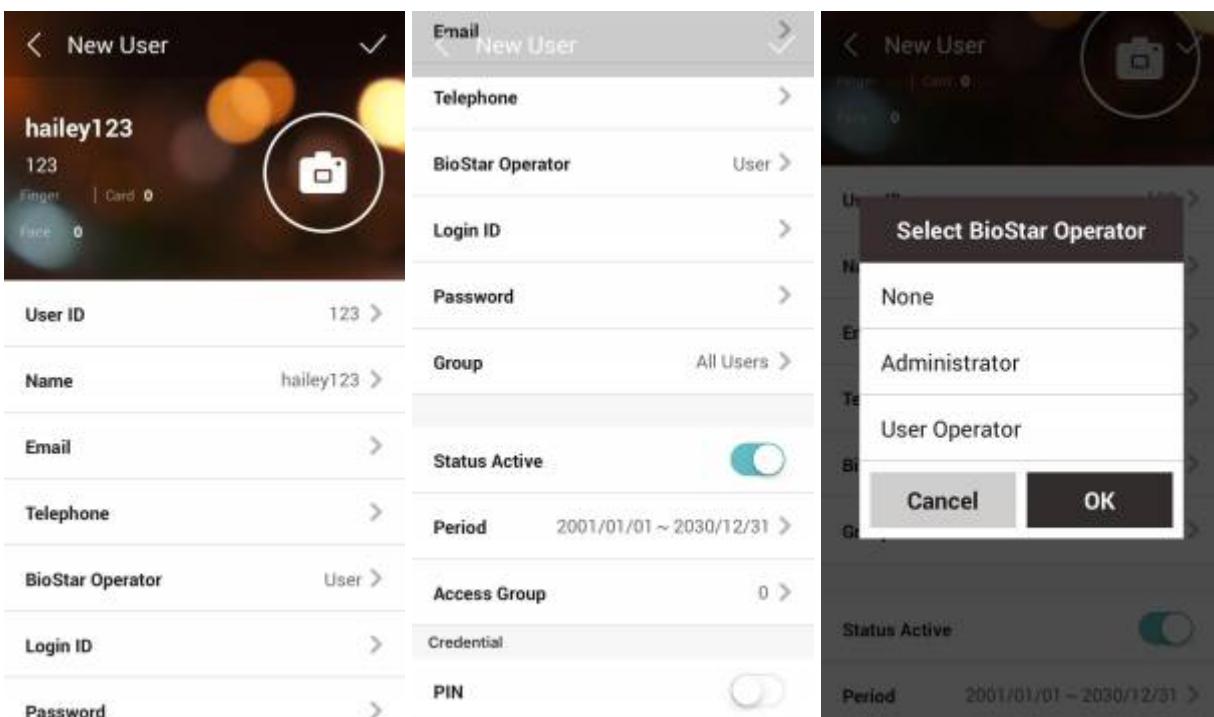 New User
hailey123
123
Finger | Card 0
Face 0
User ID 123
Name hailey123
Email
Telephone
BioStar Operator User
Login ID
Password
Email
New User
Telephone
BioStar Operator User
Login ID
Password
Group All Users
Status Active
Period 2001/01/01 ~ 2030/12/31
Access Group 0
Credential
PIN
New User
Finger | Card 0
Face 0
Select BioStar Operator
None
Administrator
User Operator
Cancel OK
Status Active
Period 2001/01/01 ~ 2030/12/31